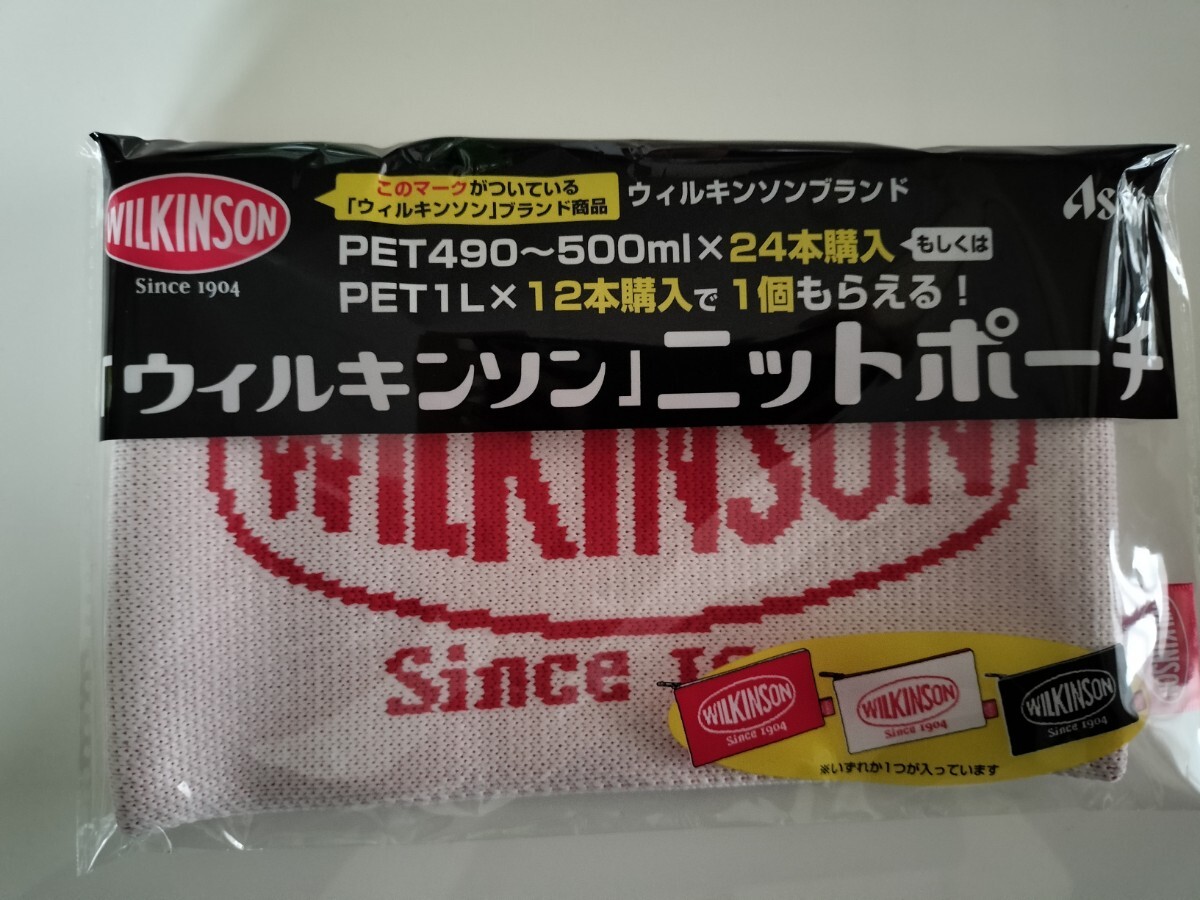 WILKINSON
Since 1904
このマークがついている
「ウィルキンソン」ブランド商品
ウィルキンソンブランド
PET490〜500ml×24本購入 もしくは
PET1L×12本購入で1個もらえる!
「ウィルキンソン」ニットポーチ
WILKINSON
Since
WILKINSON
Since 1904
WILKINSON
Since 1904
WILKINSON
Since 1904
※いずれか1つが入っています